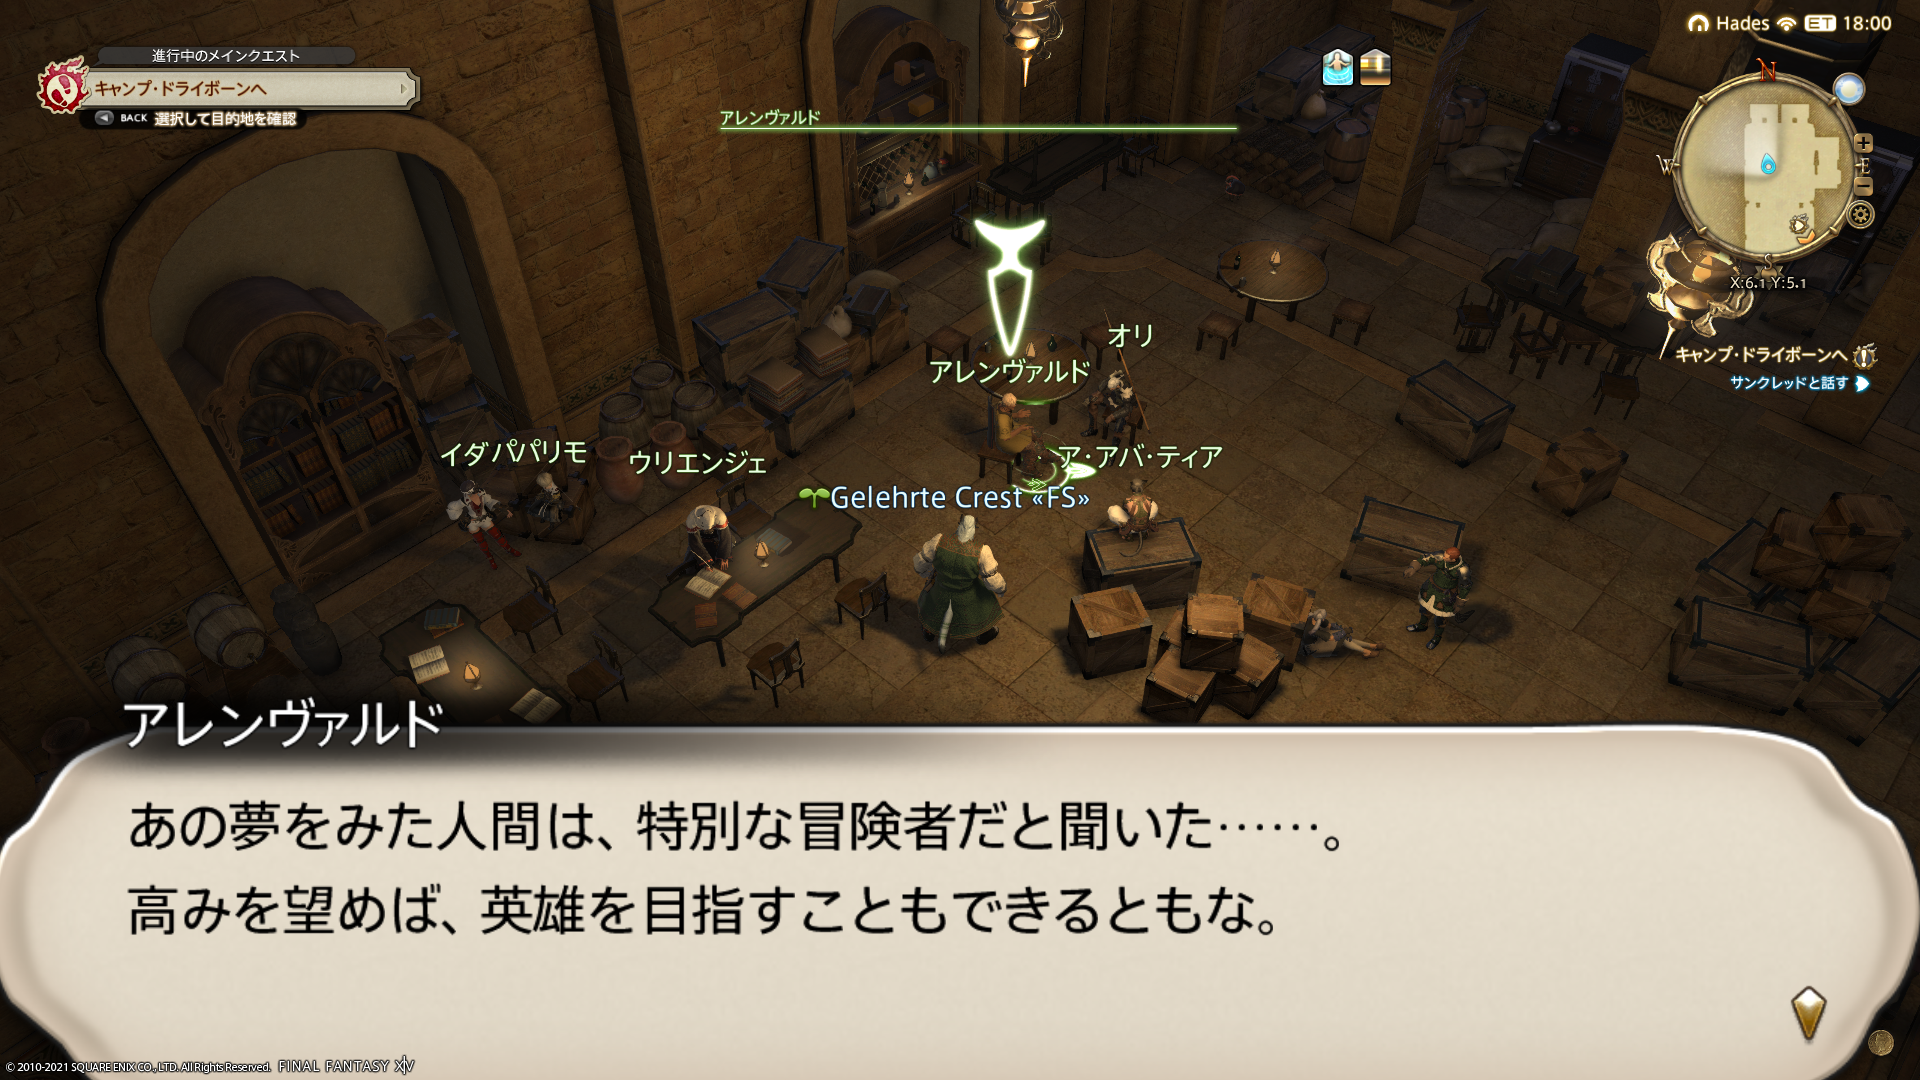 進行中のメインクエスト
キャンプ・ドライボーンへ
BACK 選択して目的地を確認
アレンヴァルド
Hades ET 18:00
N
W
E
S
X:6.1 Y:5.1
キャンプ・ドライボーンへ
サンクレッドと話す
オリ
アレンヴァルド
イダ パパリモ
ウリエンジェ
ア・アバ・ティア
Gelehrte Crest «FS»
アレンヴァルド
あの夢をみた人間は、特別な冒険者だと聞いた……。
高みを望めば、英雄を目指すこともできるともな。
© 2010-2021 SQUARE ENIX CO., LTD. All Rights Reserved. FINAL FANTASY XIV